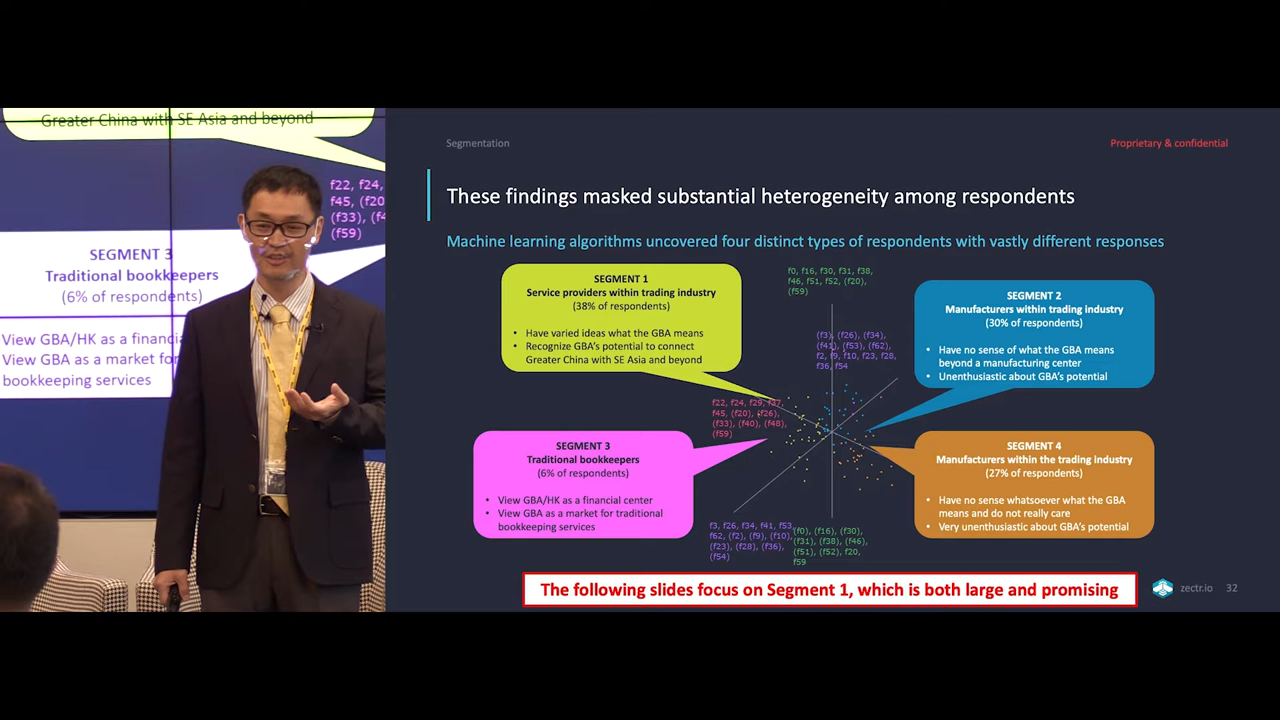 Greater China with SE Asia and beyond
f22, f24,
f45, (f20
(f33), (f4
(f59)
SEGMENT 3
Traditional bookkeepers
(6% of respondents)
View GBA/HK as a financia
View GBA as a market for
bookkeeping services
Segmentation
Proprietary & confidential
These findings masked substantial heterogeneity among respondents
Machine learning algorithms uncovered four distinct types of respondents with vastly different responses
SEGMENT 1
Service providers within trading industry
(38% of respondents)
• Have varied ideas what the GBA means
• Recognize GBA's potential to connect
Greater China with SE Asia and beyond
f0, f16, f30, f31, f38,
f46, f51, f52, (f20),
(f59)
SEGMENT 2
Manufacturers within trading industry
(30% of respondents)
• Have no sense of what the GBA means
beyond a manufacturing center
• Unenthusiastic about GBA's potential
(f3), (f26), (f34),
(f41), (f53), (f62),
f2, f9, f10, f23, f28,
f36, f54
f22, f24, f29, f37,
f45, (f20), (f26),
(f33), (f40), (f48),
(f59)
SEGMENT 3
Traditional bookkeepers
(6% of respondents)
• View GBA/HK as a financial center
• View GBA as a market for traditional
bookkeeping services
SEGMENT 4
Manufacturers within the trading industry
(27% of respondents)
• Have no sense whatsoever what the GBA
means and do not really care
• Very unenthusiastic about GBA's potential
f3, f26, f34, f41, f53,
f62, (f2), (f9), (f10),
(f23), (f28), (f36),
(f54)
(f0), (f16), (f30),
(f31), (f38), (f46),
(f51), (f52), f20,
f59
The following slides focus on Segment 1, which is both large and promising
zectr.io 32